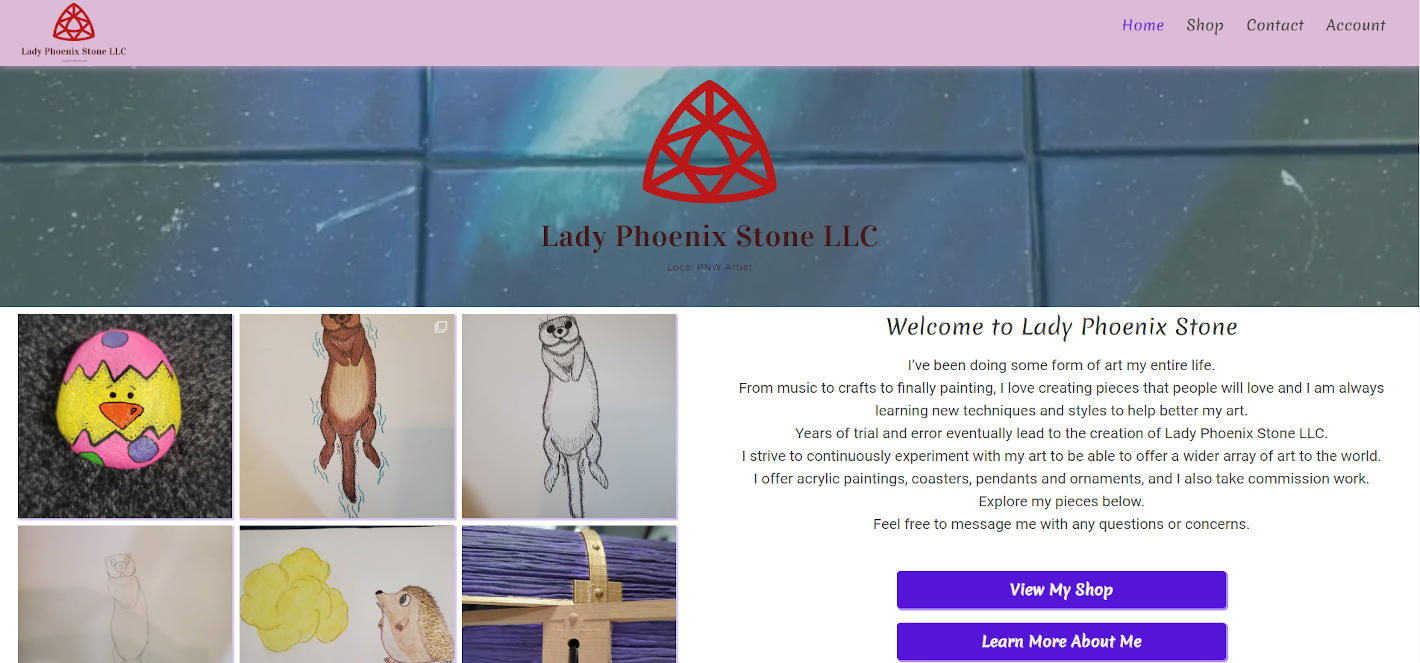 Lady Phoenix Stone LLC
Home Shop Contact Account
Lady Phoenix Stone LLC
Local PNW Artist
Welcome to Lady Phoenix Stone
I've been doing some form of art my entire life.
From music to crafts to finally painting, I love creating pieces that people will love and I am always
learning new techniques and styles to help better my art.
Years of trial and error eventually lead to the creation of Lady Phoenix Stone LLC.
I strive to continuously experiment with my art to be able to offer a wider array of art to the world.
I offer acrylic paintings, coasters, pendants and ornaments, and I also take commission work.
Explore my pieces below.
Feel free to message me with any questions or concerns.
View My Shop
Learn More About Me